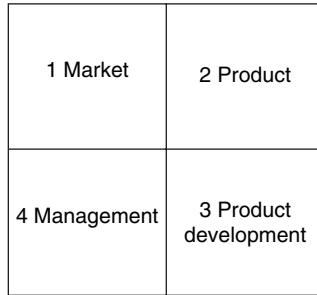 1 Market
2 Product
4 Management
3 Product
development